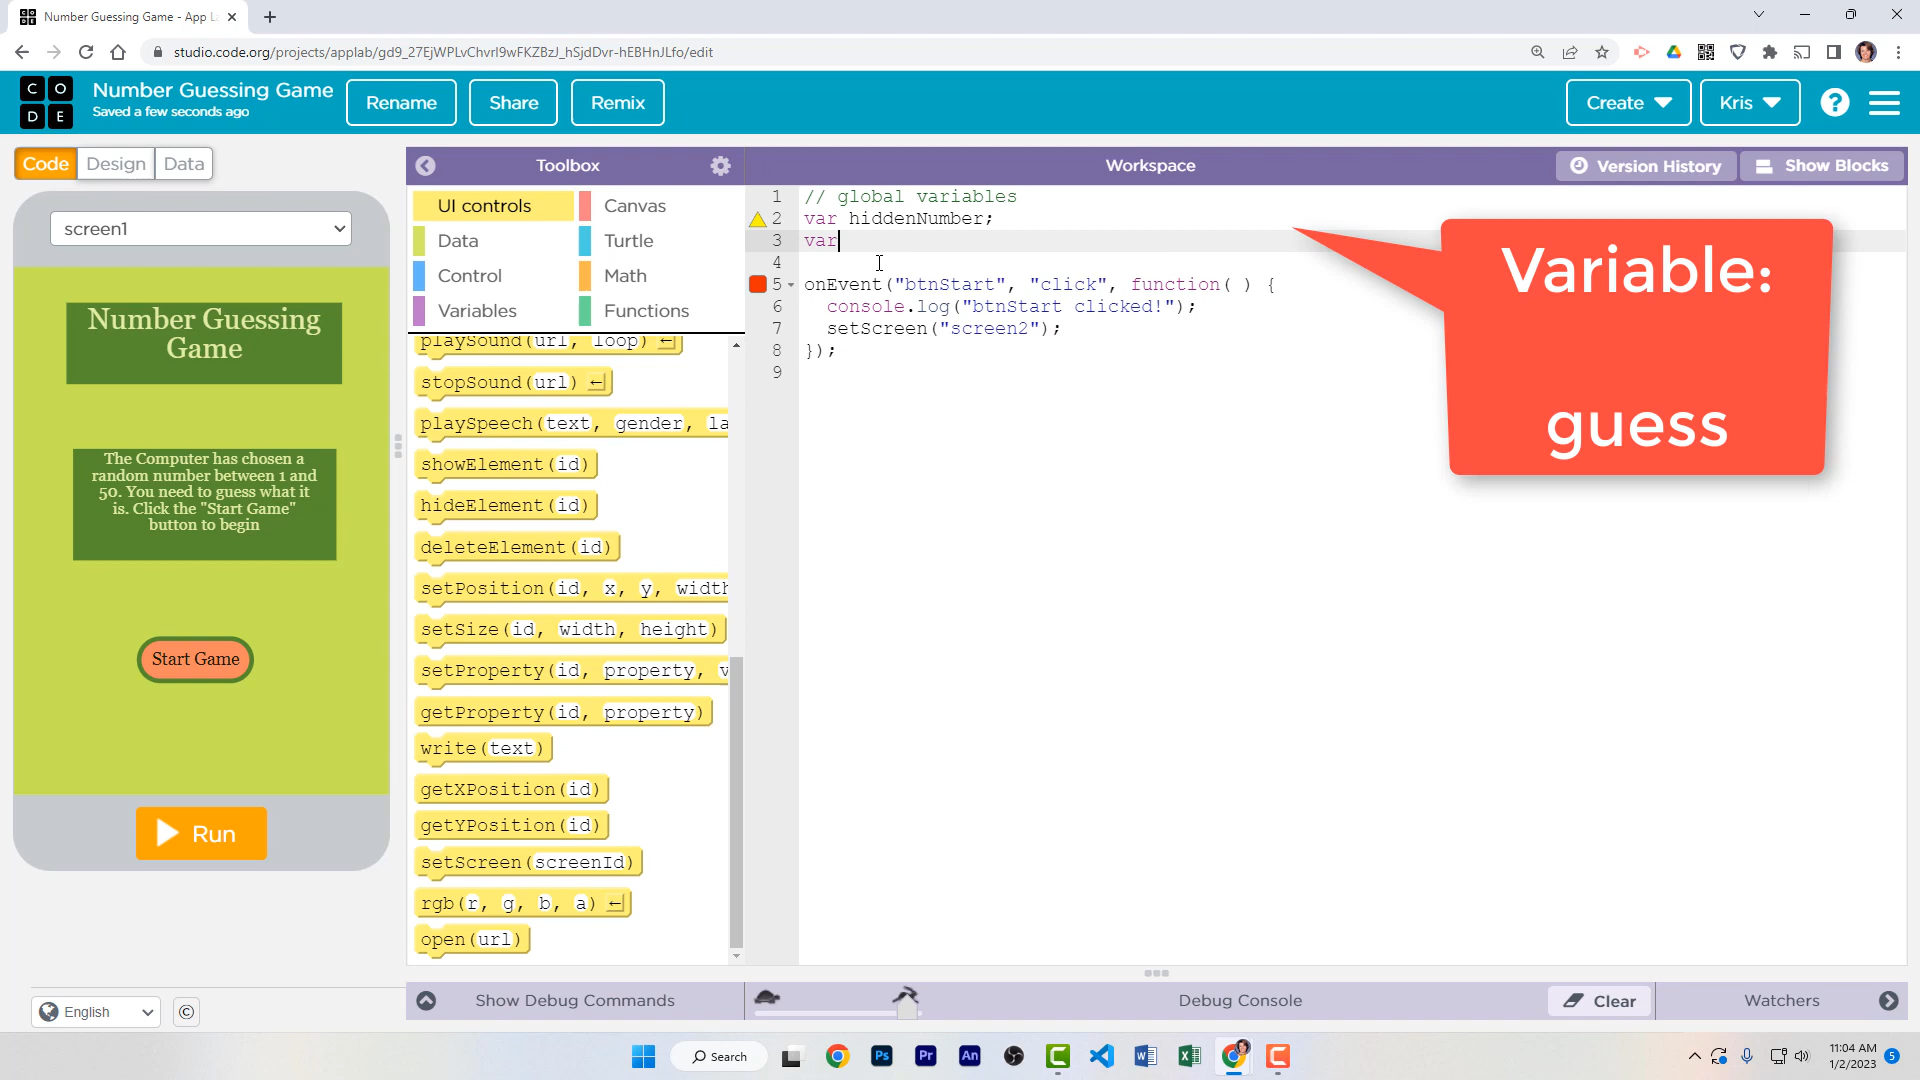 Number Guessing Game - App L
studio.code.org/projects/applab/gd9_27EjWPLvChvrI9wFKZBzJ_hSjdDvr-hEBHnJLfo/edit
C O D E
Number Guessing Game
Saved a few seconds ago
Rename
Share
Remix
Create
Kris
?
Code
Design
Data
Toolbox
Workspace
Version History
Show Blocks
screen1
Number Guessing
Game
The Computer has chosen a
random number between 1 and
50. You need to guess what it
is. Click the "Start Game"
button to begin
Start Game
Run
English
©
UI controls
Canvas
Data
Turtle
Control
Math
Variables
Functions
playSound(url, loop)
stopSound(url)
playSpeech(text, gender, la
showElement(id)
hideElement(id)
deleteElement(id)
setPosition(id, x, y, width
setSize(id, width, height)
setProperty(id, property, v
getProperty(id, property)
write(text)
getXPosition(id)
getYPosition(id)
setScreen(screenId)
rgb(r, g, b, a)
open(url)
1 // global variables
2 var hiddenNumber;
3 var
4
5 onEvent("btnStart", "click", function( ) {
6 console.log("btnStart clicked!");
7 setScreen("screen2");
8 });
9
Variable:
guess
Show Debug Commands
Debug Console
Clear
Watchers
Search
Ps
Pr
An
11:04 AM
1/2/2023
5